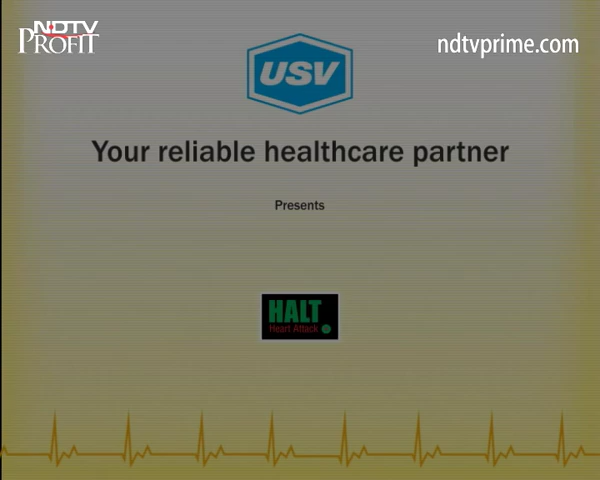 NDTV
PROFIT
ndtvprime.com
USV
Your reliable healthcare partner
Presents
HALT
Heart Attack